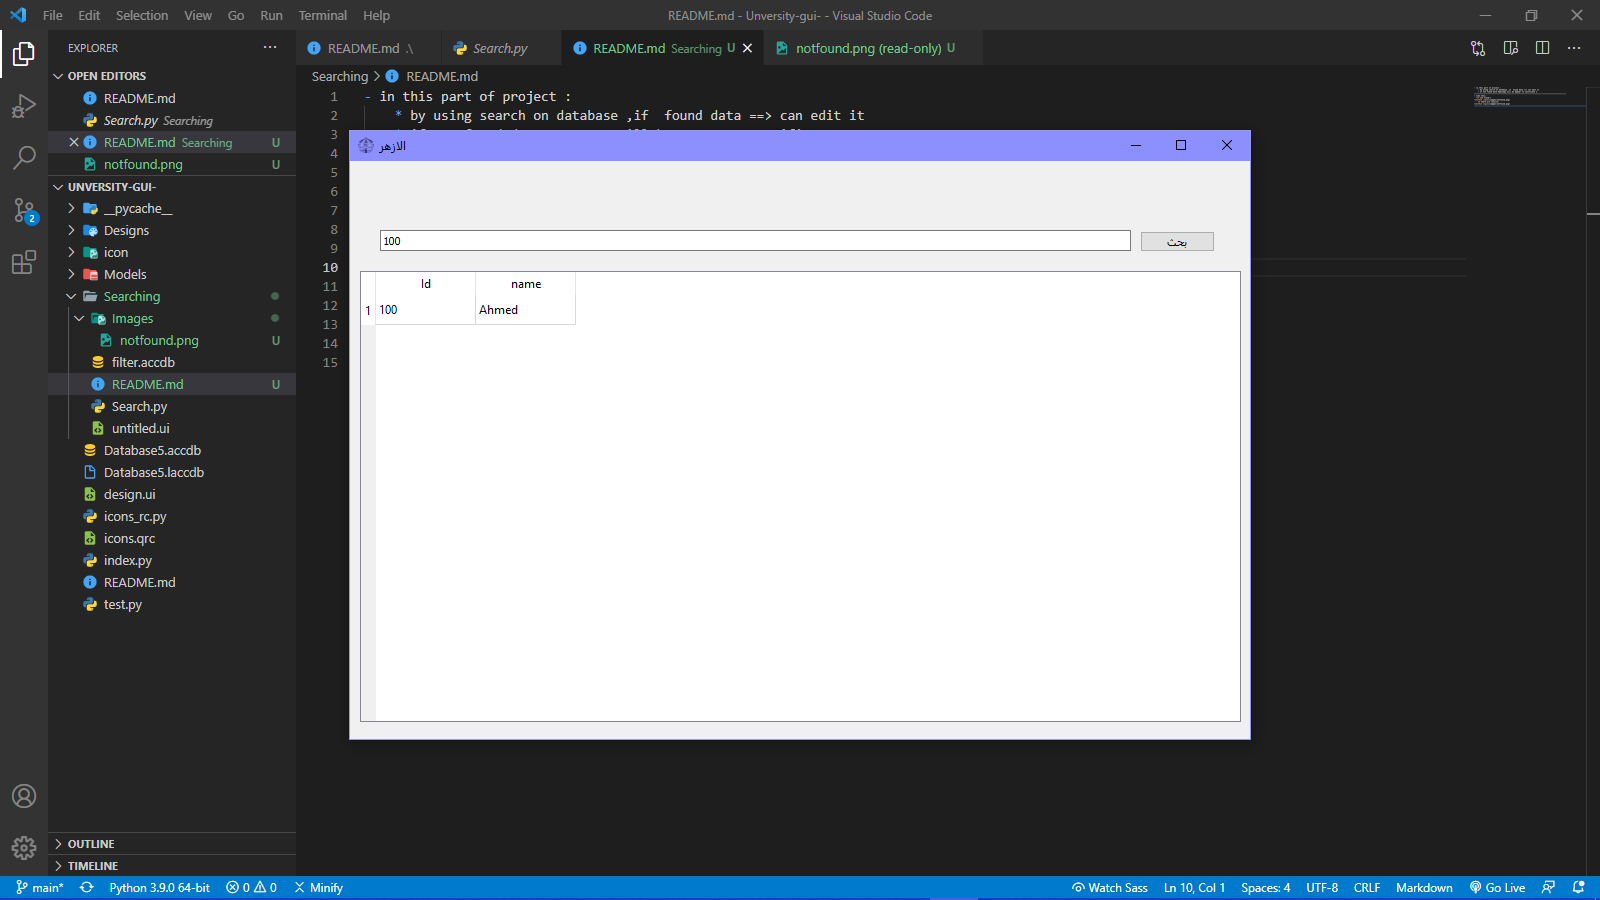 File Edit Selection View Go Run Terminal Help
README.md - Unversity-gui- - Visual Studio Code
EXPLORER
OPEN EDITORS
README.md
Search.py Searching
README.md Searching U
notfound.png U
UNVERSITY-GUI-
__pycache__
Designs
icon
Models
Searching
Images
notfound.png U
filter.accdb
README.md U
Search.py
untitled.ui
Database5.accdb
Database5.laccdb
design.ui
icons_rc.py
icons.qrc
index.py
README.md
test.py
OUTLINE
TIMELINE
README.md .\
Search.py
README.md Searching U
notfound.png (read-only) U
Searching > README.md
1 - in this part of project :
2 * by using search on database ,if  found data ==> can edit it
3
4
5
6
7
8
9
10
11
12
13
14
15
الازهر
100
بحث
Id name
1 100 Ahmed
2
main* Python 3.9.0 64-bit 0 0 Minify
Watch Sass Ln 10, Col 1 Spaces: 4 UTF-8 CRLF Markdown Go Live